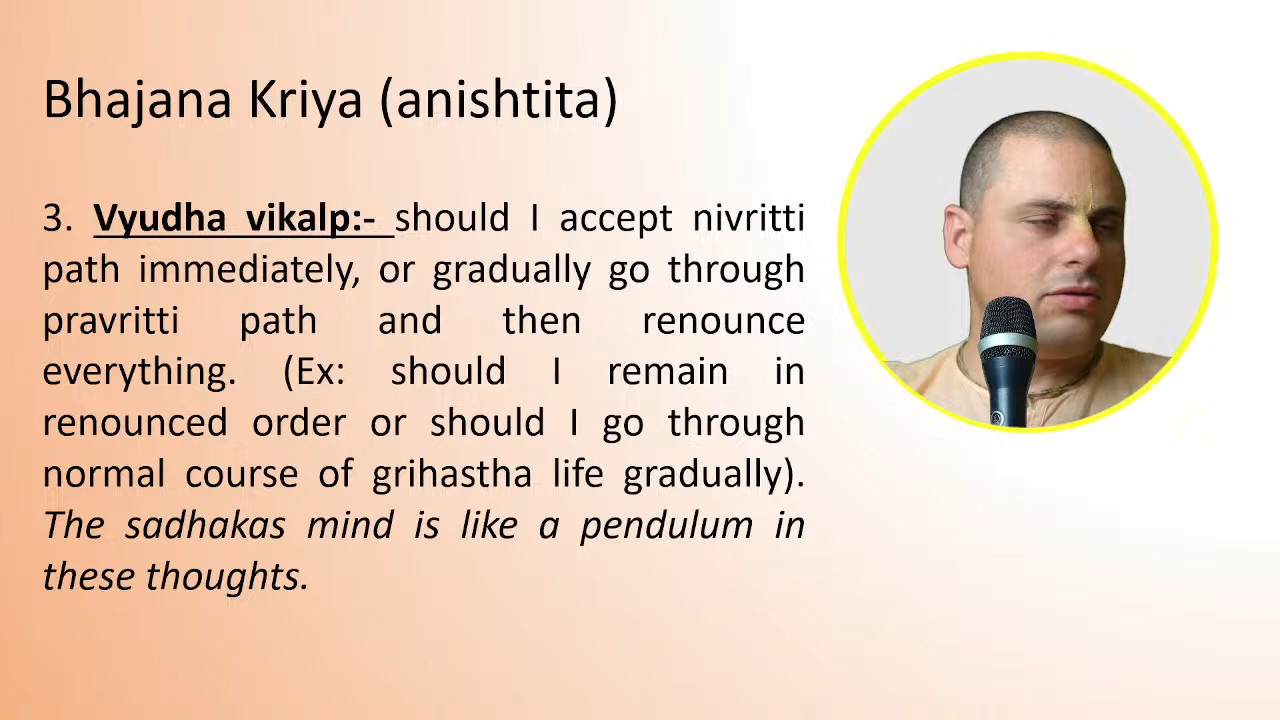 Bhajana Kriya (anishtita)
3. Vyudha vikalp:- should I accept nivritti
path immediately, or gradually go through
pravritti path and then renounce
everything. (Ex: should I remain in
renounced order or should I go through
normal course of grihastha life gradually).
The sadhakas mind is like a pendulum in
these thoughts.